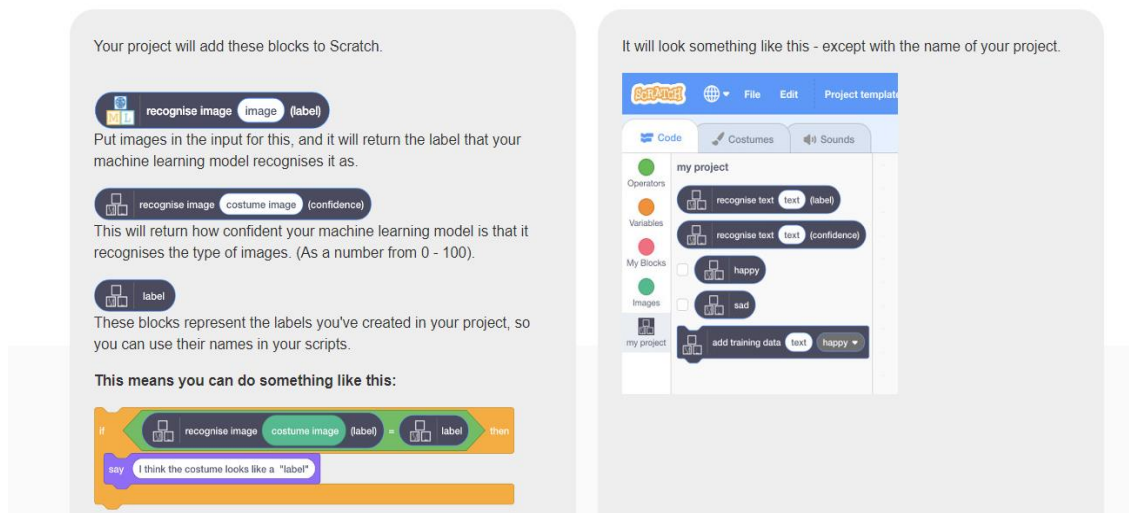 Your project will add these blocks to Scratch.
ML recognise image image (label)
Put images in the input for this, and it will return the label that your
machine learning model recognises it as.
recognise image costume image (confidence)
This will return how confident your machine learning model is that it
recognises the type of images. (As a number from 0 - 100).
label
These blocks represent the labels you've created in your project, so
you can use their names in your scripts.
This means you can do something like this:
if recognise image costume image (label) = label then
say I think the costume looks like a "label"
It will look something like this - except with the name of your project.
SCRATCH File Edit Project templat
Code Costumes Sounds
my project
Operators
Variables
My Blocks
Images
my project
recognise text text (label)
recognise text text (confidence)
happy
sad
add training data text happy